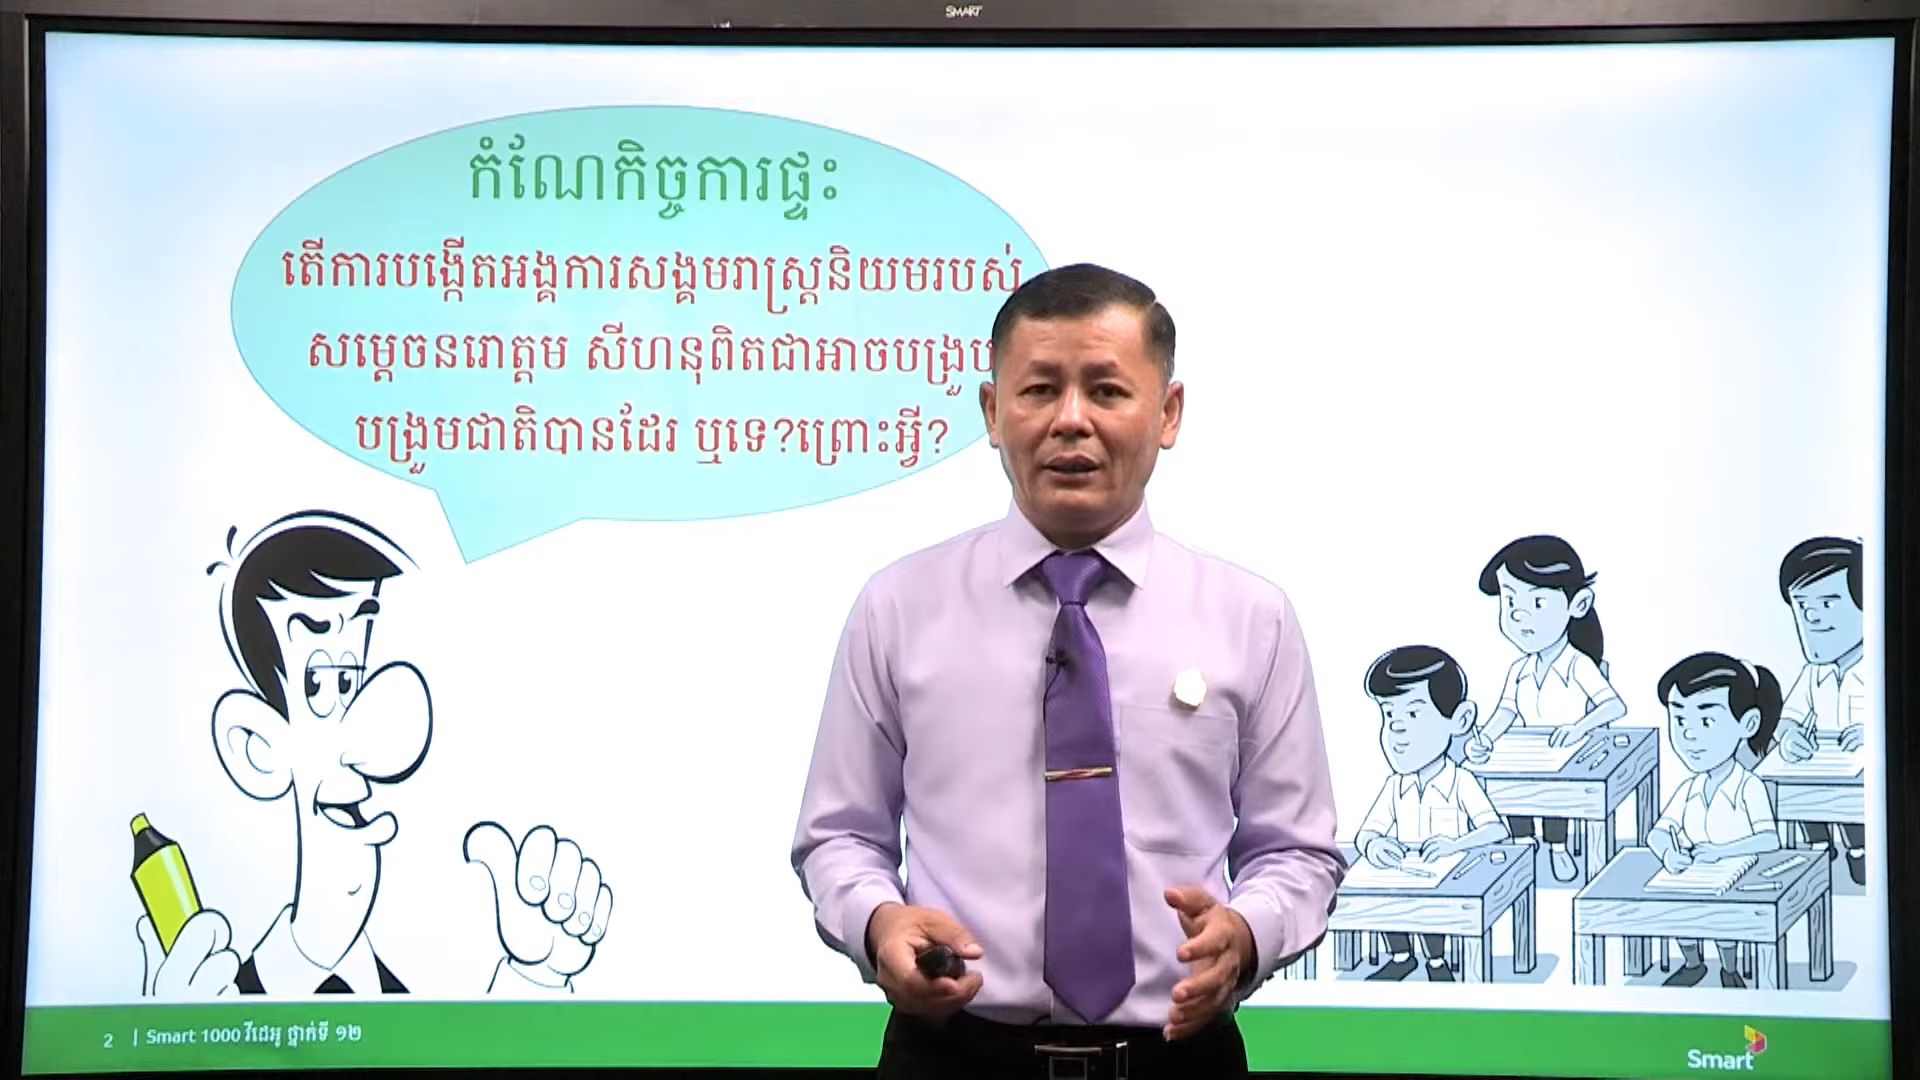 SMART
កំណែកិច្ចការផ្ទះ
តើការបង្កើតអង្គការសង្គមរាស្ត្រនិយមរបស់
សម្តេចនរោត្តម សីហនុពិតជាអាចបង្រួប
បង្រួមជាតិបានដែរ ឬទេ?ព្រោះអ្វី?
2 | Smart 1000 វីដេអូ ថ្នាក់ទី ១២
Smart